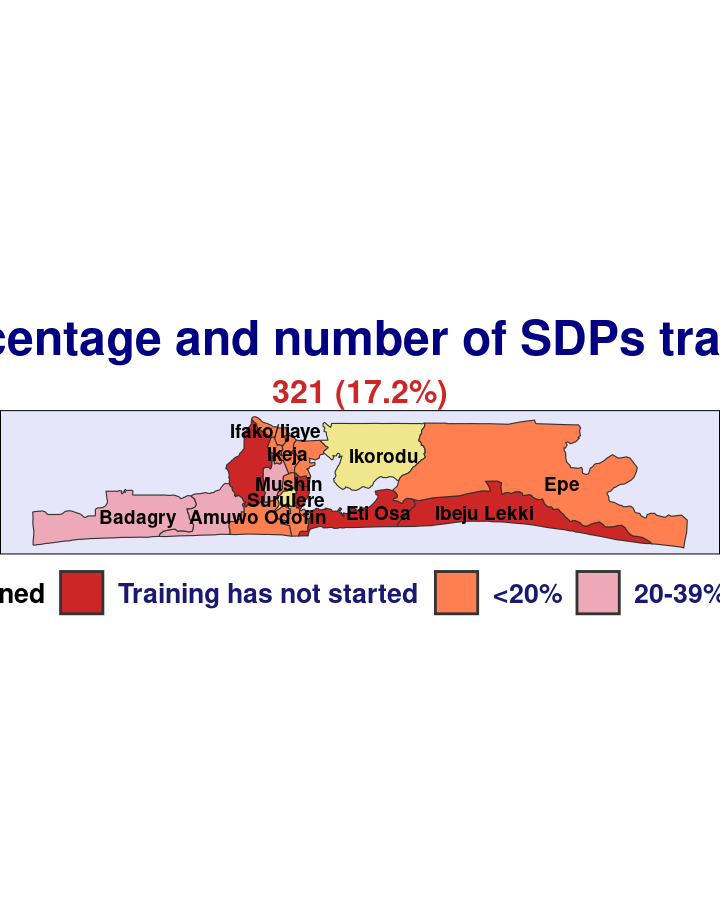 centage and number of SDPs tra
321 (17.2%)
Ifako/Ijaye
Ikeja
Ikorodu
Mushin
Surulere
Epe
Badagry
Amuwo Odofin
Eti Osa
Ibeju Lekki
ned
Training has not started
<20%
20-39%